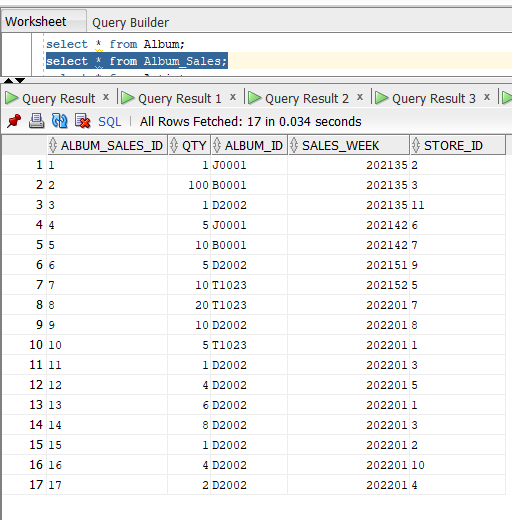 Worksheet Query Builder
select * from Album;
select * from Album_Sales;
Query Result x Query Result 1 x Query Result 2 x Query Result 3 x
SQL | All Rows Fetched: 17 in 0.034 seconds
ALBUM_SALES_ID QTY ALBUM_ID SALES_WEEK STORE_ID
1 1 1 J0001 202135 2
2 2 100 B0001 202135 3
3 3 1 D2002 202135 11
4 4 5 J0001 202142 6
5 5 10 B0001 202142 7
6 6 5 D2002 202151 9
7 7 10 T1023 202152 5
8 8 20 T1023 202201 7
9 9 10 D2002 202201 8
10 10 5 T1023 202201 1
11 11 1 D2002 202201 3
12 12 4 D2002 202201 5
13 13 6 D2002 202201 1
14 14 8 D2002 202201 3
15 15 1 D2002 202201 2
16 16 4 D2002 202201 10
17 17 2 D2002 202201 4